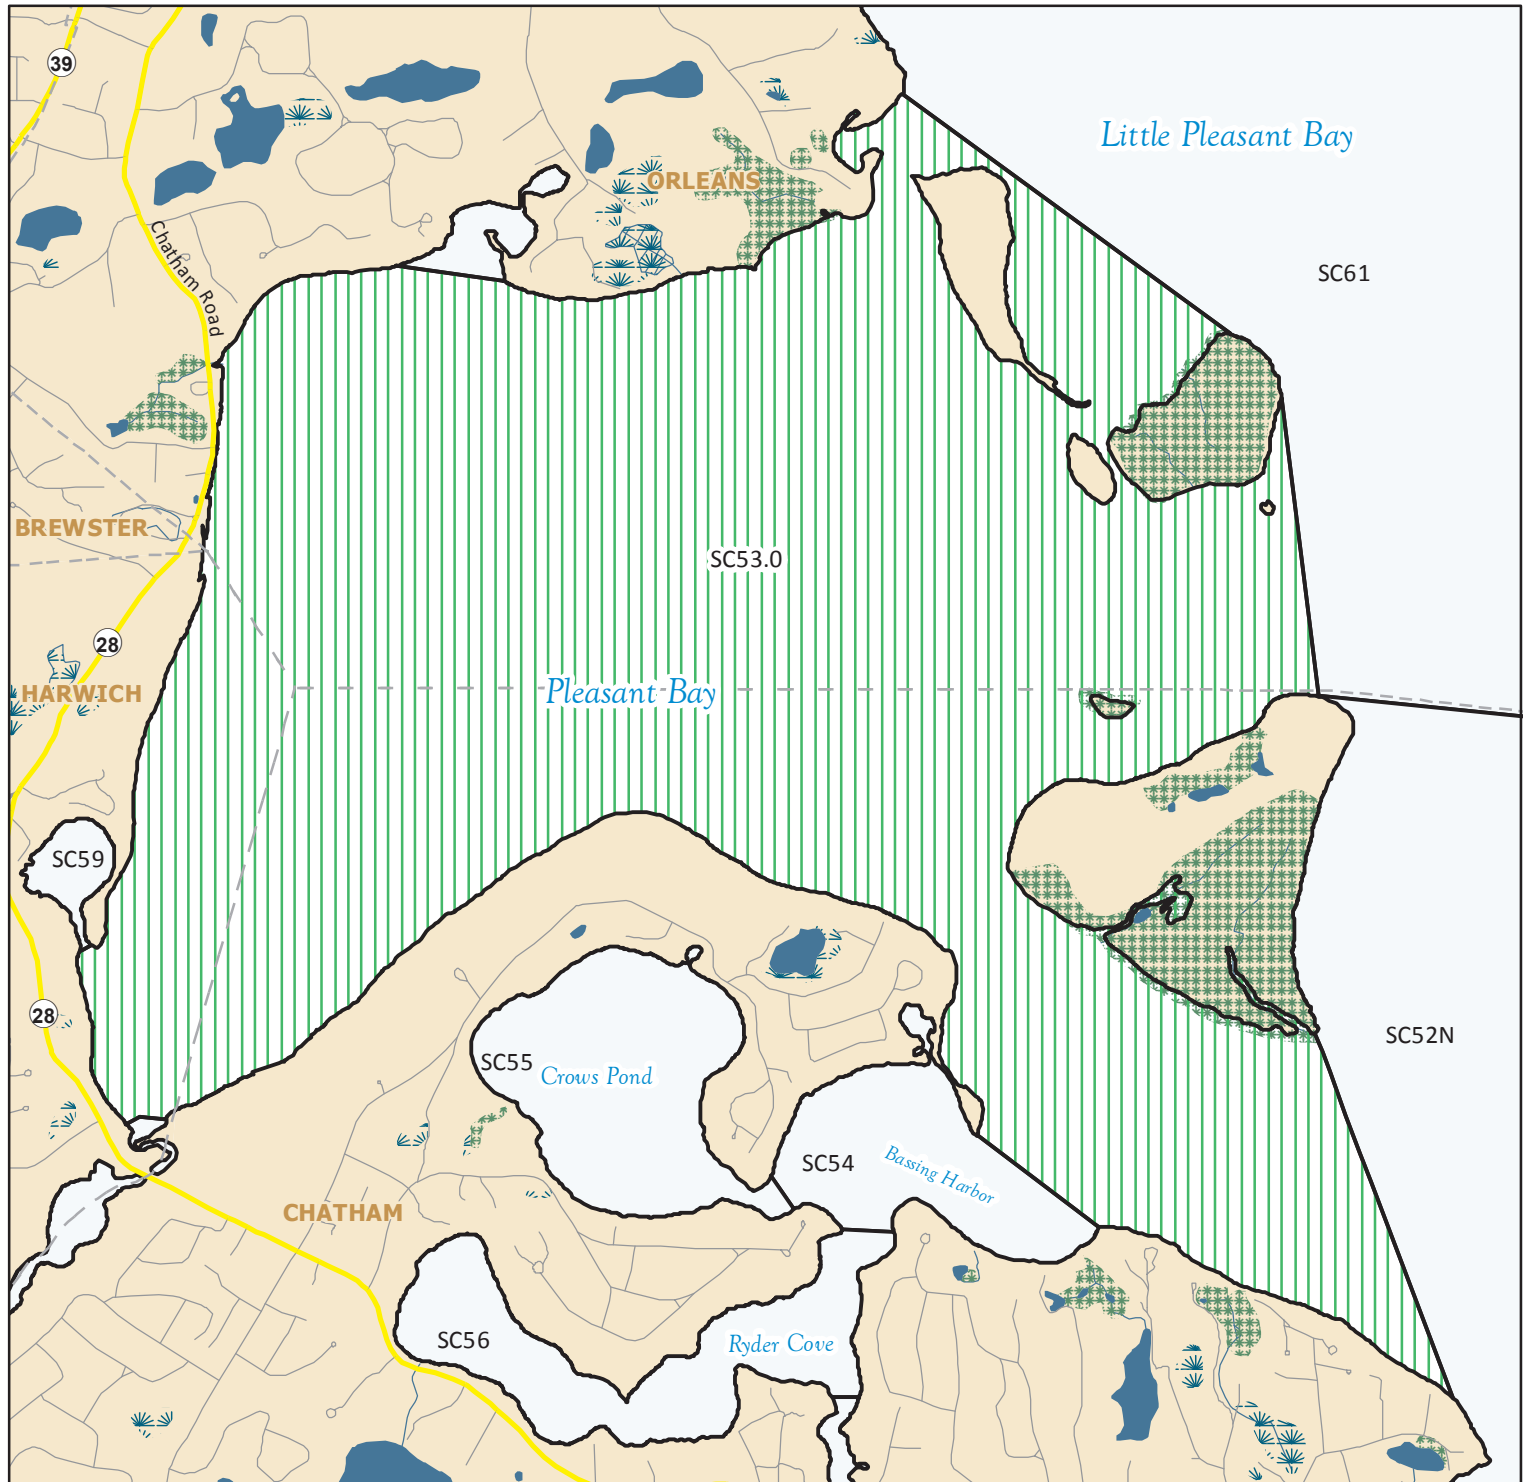 39
Little Pleasant Bay
ORLEANS
Chatham Road
SC61
BREWSTER
SC53.0
28
HARWICH
Pleasant Bay
SC59
28
SC52N
SC55
Crows Pond
SC54
Bassing Harbor
CHATHAM
SC56
Ryder Cove